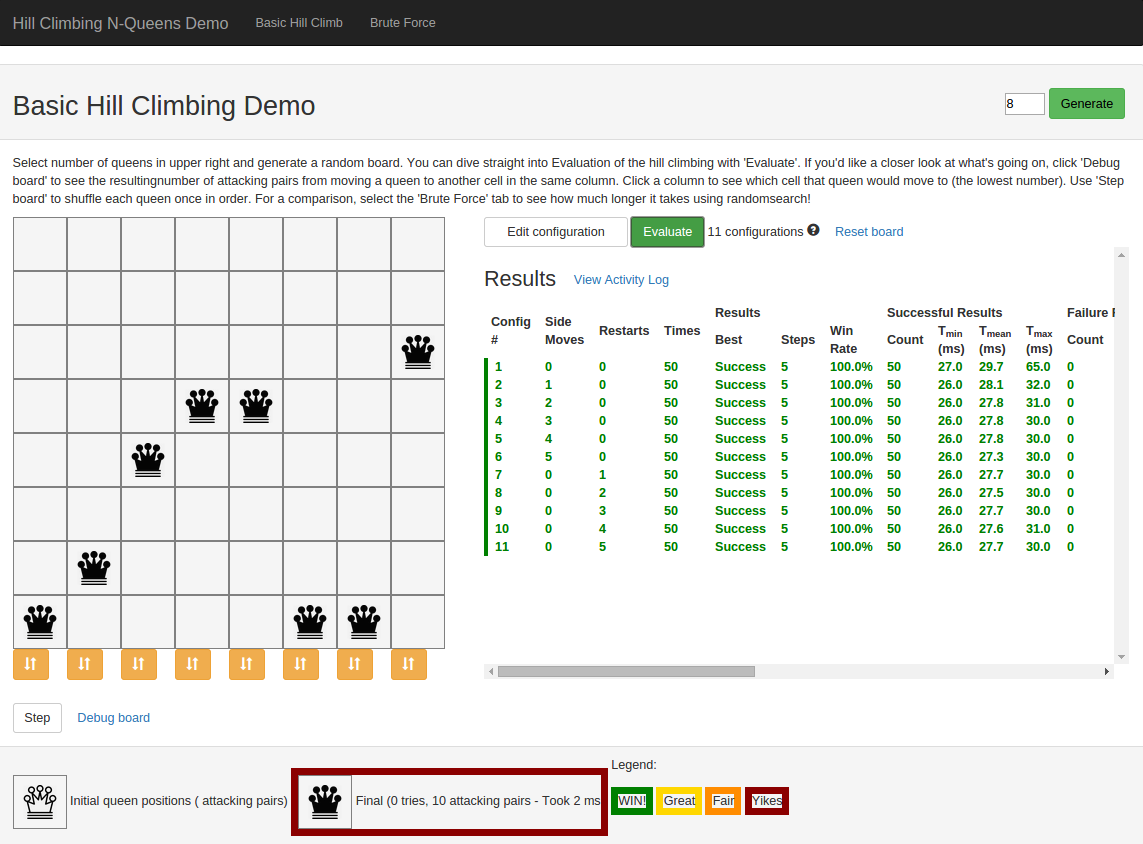 Hill Climbing N-Queens Demo Basic Hill Climb Brute Force
Basic Hill Climbing Demo
8 Generate
Select number of queens in upper right and generate a random board. You can dive straight into Evaluation of the hill climbing with 'Evaluate'. If you'd like a closer look at what's going on, click 'Debug
board' to see the resultingnumber of attacking pairs from moving a queen to another cell in the same column. Click a column to see which cell that queen would move to (the lowest number). Use 'Step
board' to shuffle each queen once in order. For a comparison, select the 'Brute Force' tab to see how much longer it takes using randomsearch!
Edit configuration Evaluate 11 configurations ? Reset board
Results View Activity Log
Results Successful Results Failure
Config # Side Moves Restarts Times Best Steps Win Rate Count Tmin (ms) Tmean (ms) Tmax (ms) Count
1 0 0 50 Success 5 100.0% 50 27.0 29.7 65.0 0
2 1 0 50 Success 5 100.0% 50 26.0 28.1 32.0 0
3 2 0 50 Success 5 100.0% 50 26.0 27.8 31.0 0
4 3 0 50 Success 5 100.0% 50 26.0 27.8 30.0 0
5 4 0 50 Success 5 100.0% 50 26.0 27.8 30.0 0
6 5 0 50 Success 5 100.0% 50 26.0 27.3 30.0 0
7 0 1 50 Success 5 100.0% 50 26.0 27.7 30.0 0
8 0 2 50 Success 5 100.0% 50 26.0 27.5 30.0 0
9 0 3 50 Success 5 100.0% 50 26.0 27.7 30.0 0
10 0 4 50 Success 5 100.0% 50 26.0 27.6 31.0 0
11 0 5 50 Success 5 100.0% 50 26.0 27.7 30.0 0
Step Debug board
Legend:
Initial queen positions ( attacking pairs) Final (0 tries, 10 attacking pairs - Took 2 ms WIN! Great Fair Yikes